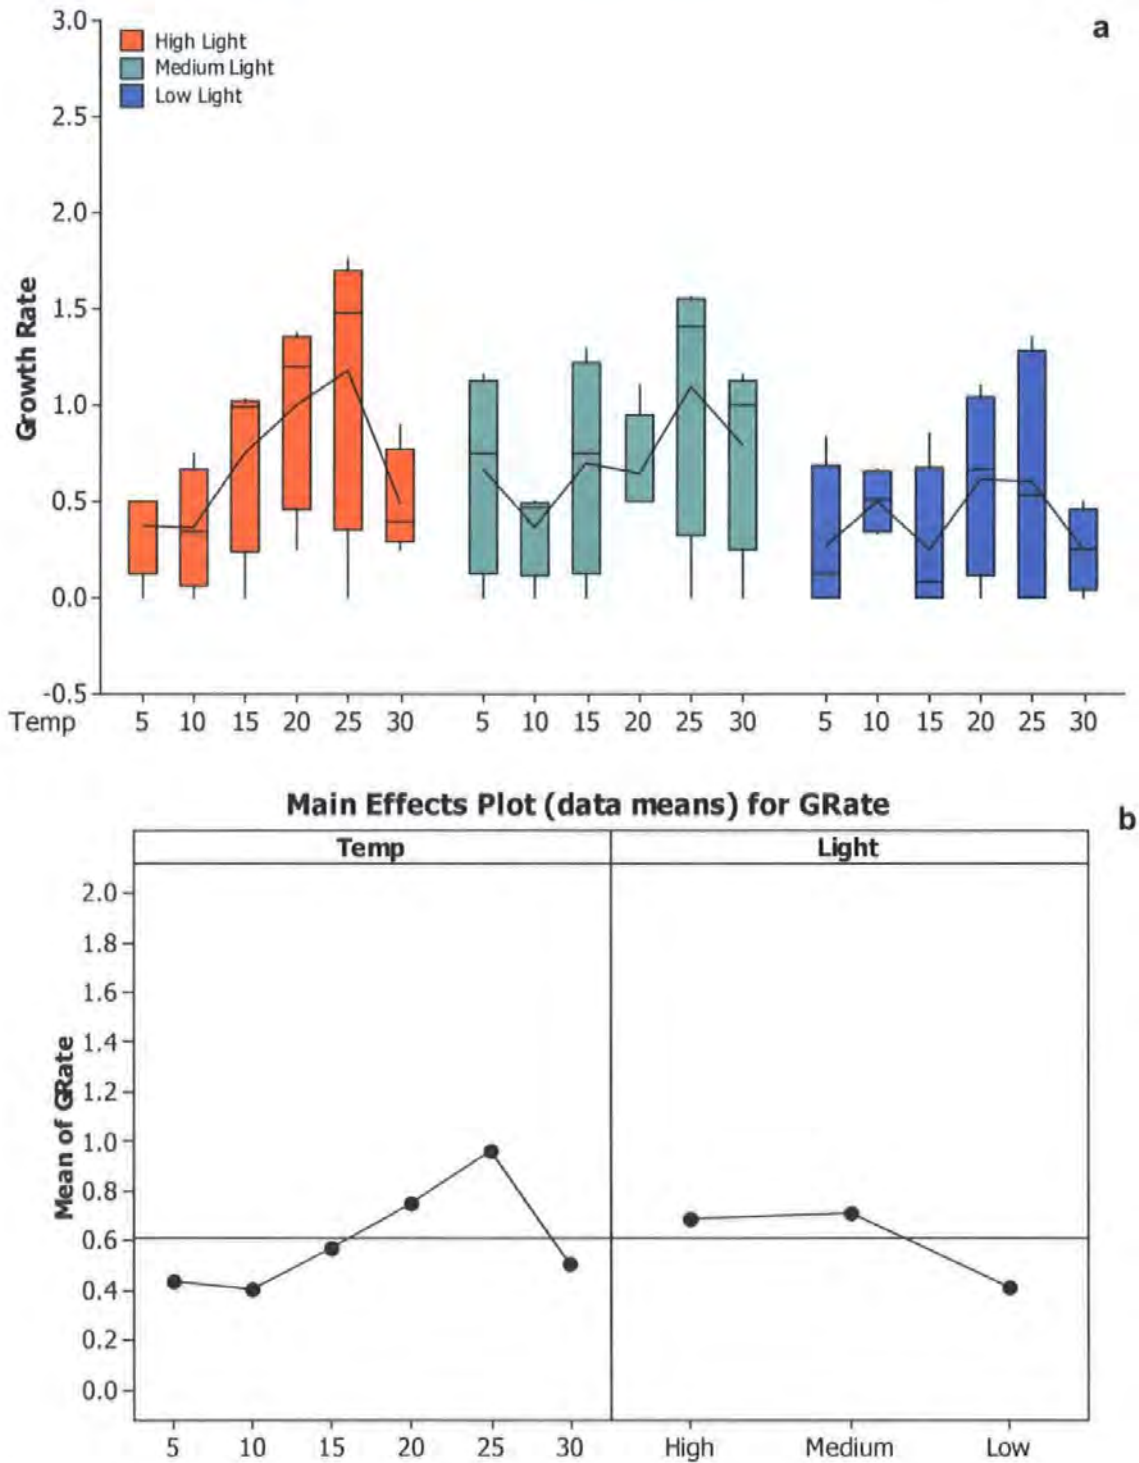 a
3.0
High Light
Medium Light
Low Light
2.5
2.0
1.5
1.0
0.5
0.0
-0.5
Growth Rate
Temp 5 10 15 20 25 30 5 10 15 20 25 30 5 10 15 20 25 30
Main Effects Plot (data means) for GRate
b
Temp Light
2.0
1.8
1.6
1.4
1.2
1.0
0.8
0.6
0.4
0.2
0.0
Mean of GRate
5 10 15 20 25 30 High Medium Low